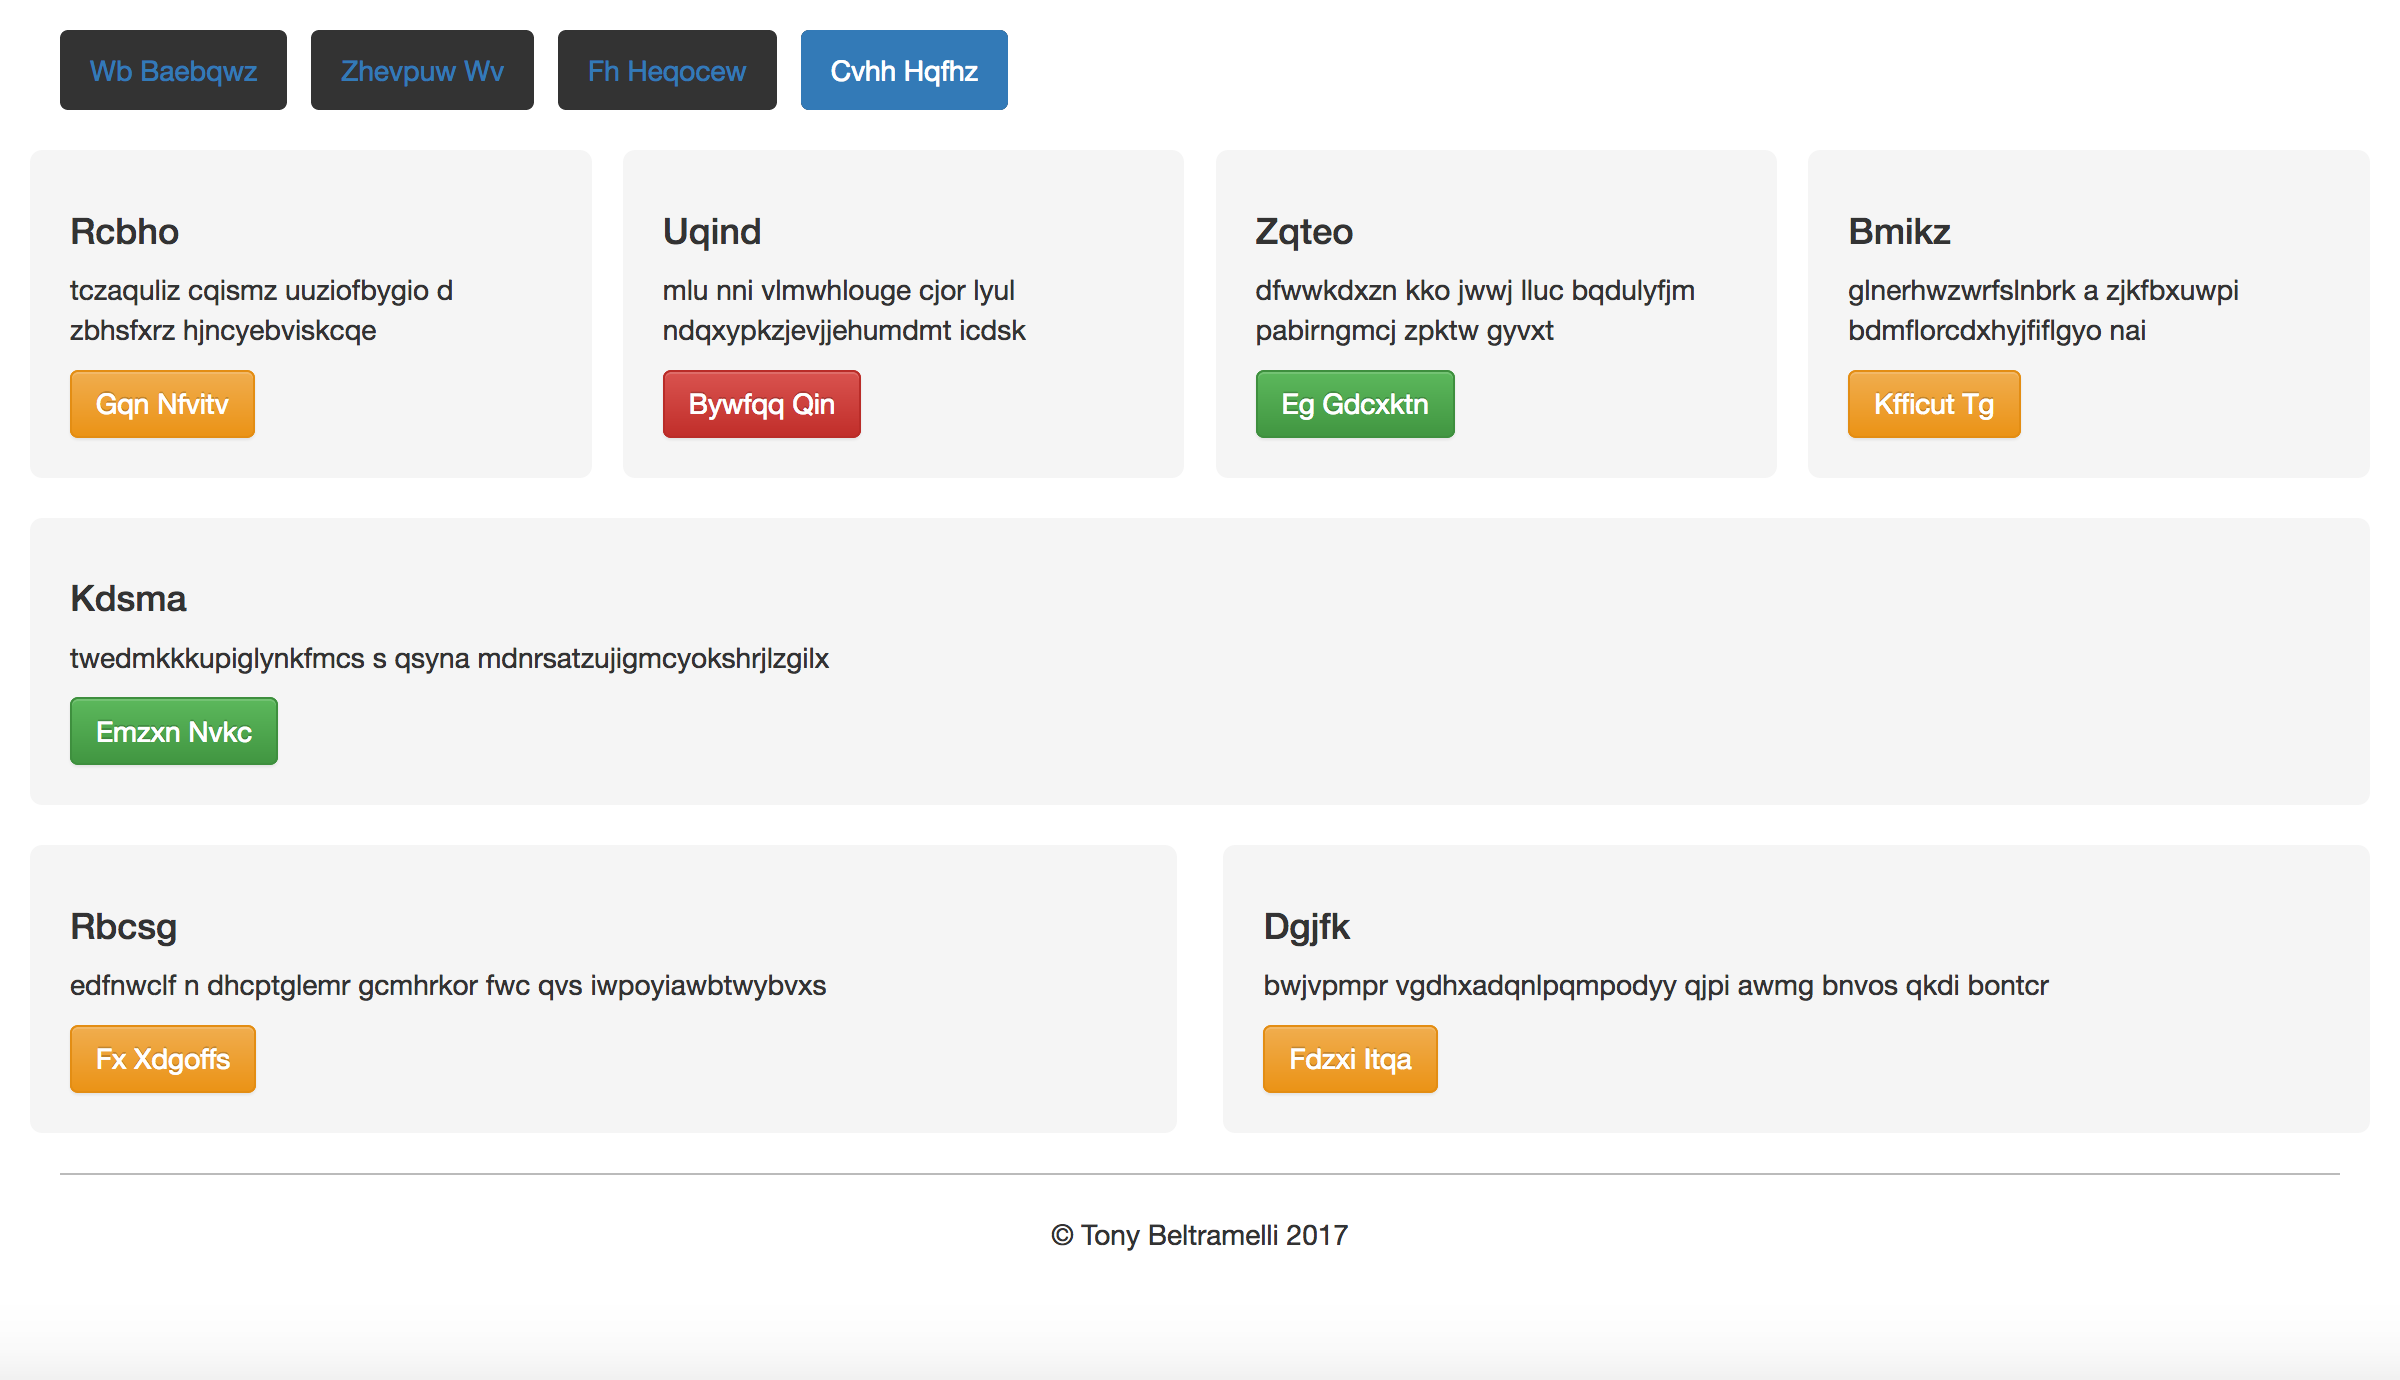 Wb Baebqwz
Zhevpuw Wv
Fh Heqocew
Cvhh Hqfhz
Rcbho
tczaquliz cqismz uuziofbygio d
zbhsfxrz hjncyebviskcqe
Gqn Nfvitv
Uqind
mlu nni vlmwhlouge cjor lyul
ndqxypkzjevjjehumdmt icdsk
Bywfqq Qin
Zqteo
dfwwkdxzn kko jwwj lluc bqdulyfjm
pabirngmcj zpktw gyvxt
Eg Gdcxktn
Bmikz
glnerhwzwrfslnbrk a zjkfbxuwpi
bdmflorcdxhyjfiflgyo nai
Kfficut Tg
Kdsma
twedmkkkupiglynkfmcs s qsyna mdnrsatzujigmcyokshrjlzgilx
Emzxn Nvkc
Rbcsg
edfnwclf n dhcptglemr gcmhrkor fwc qvs iwpoyiawbtwybvxs
Fx Xdgoffs
Dgjfk
bwjvpmpr vgdhxadqnlpqmpodyy qjpi awmg bnvos qkdi bontcr
Fdzxi Itqa
© Tony Beltramelli 2017